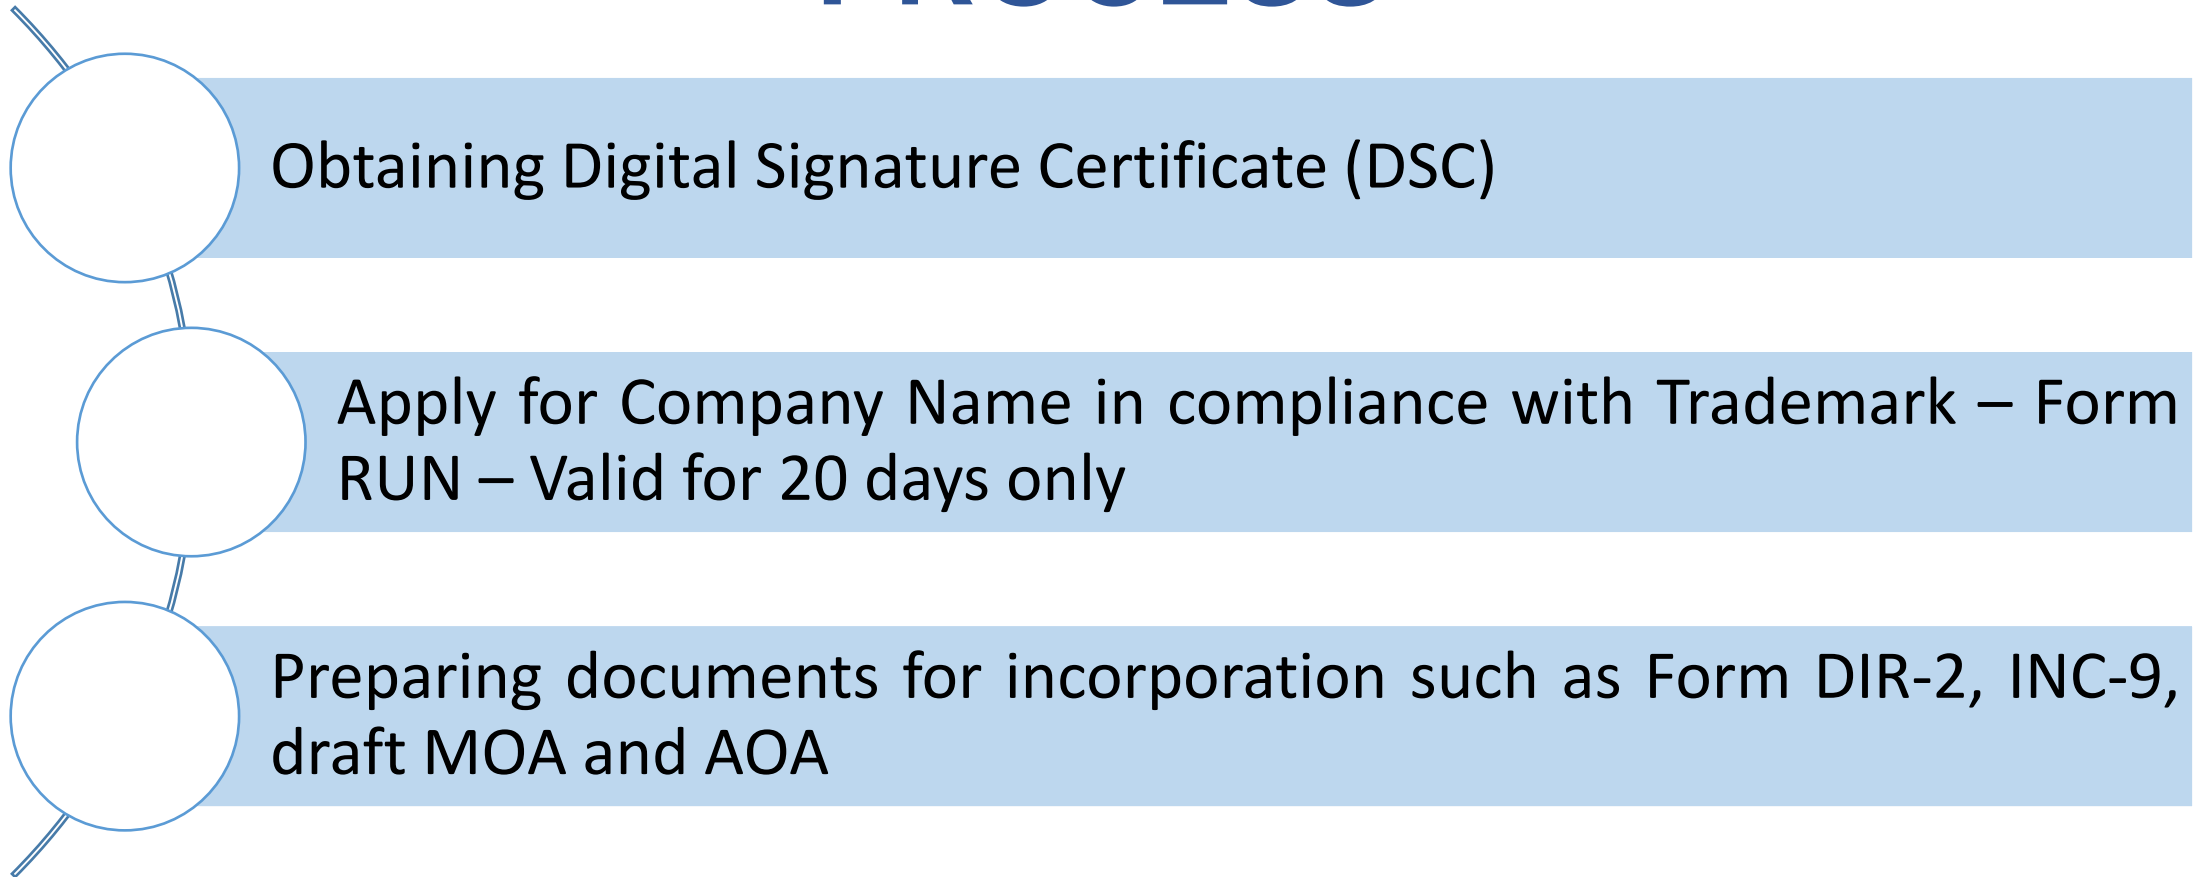 PROCESS
Obtaining Digital Signature Certificate (DSC)
Apply for Company Name in compliance with Trademark – Form
RUN – Valid for 20 days only
Preparing documents for incorporation such as Form DIR-2, INC-9,
draft MOA and AOA